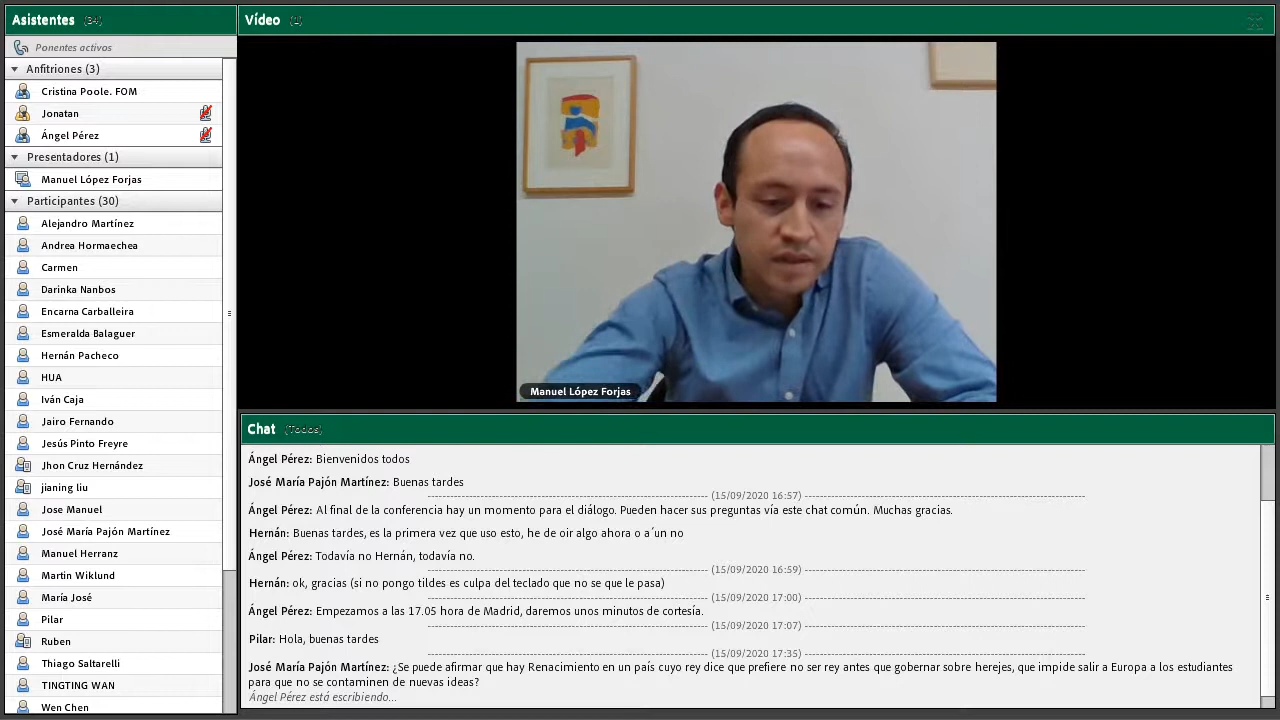 Asistentes (34)
Ponentes activos
Anfitriones (3)
Cristina Poole. FOM
Jonatan
Ángel Pérez
Presentadores (1)
Manuel López Forjas
Participantes (30)
Alejandro Martínez
Andrea Hormaechea
Carmen
Darinka Nanbos
Encarna Carballeira
Esmeralda Balaguer
Hernán Pacheco
HUA
Iván Caja
Jairo Fernando
Jesús Pinto Freyre
Jhon Cruz Hernández
jianing liu
Jose Manuel
José María Pajón Martínez
Manuel Herranz
Martin Wiklund
María José
Pilar
Ruben
Thiago Saltarelli
TINGTING WAN
Wen Chen
Vídeo (1)
Manuel López Forjas
Chat (Todos)
Ángel Pérez: Bienvenidos todos
José María Pajón Martínez: Buenas tardes
(15/09/2020 16:57)
Ángel Pérez: Al final de la conferencia hay un momento para el diálogo. Pueden hacer sus preguntas vía este chat común. Muchas gracias.
Hernán: Buenas tardes, es la primera vez que uso esto, he de oir algo ahora o a´un no
Ángel Pérez: Todavía no Hernán, todavía no.
(15/09/2020 16:59)
Hernán: ok, gracias (si no pongo tildes es culpa del teclado que no se que le pasa)
(15/09/2020 17:00)
Ángel Pérez: Empezamos a las 17.05 hora de Madrid, daremos unos minutos de cortesía.
(15/09/2020 17:07)
Pilar: Hola, buenas tardes
(15/09/2020 17:35)
José María Pajón Martínez: ¿Se puede afirmar que hay Renacimiento en un país cuyo rey dice que prefiere no ser rey antes que gobernar sobre herejes, que impide salir a Europa a los estudiantes
para que no se contaminen de nuevas ideas?
Ángel Pérez está escribiendo...